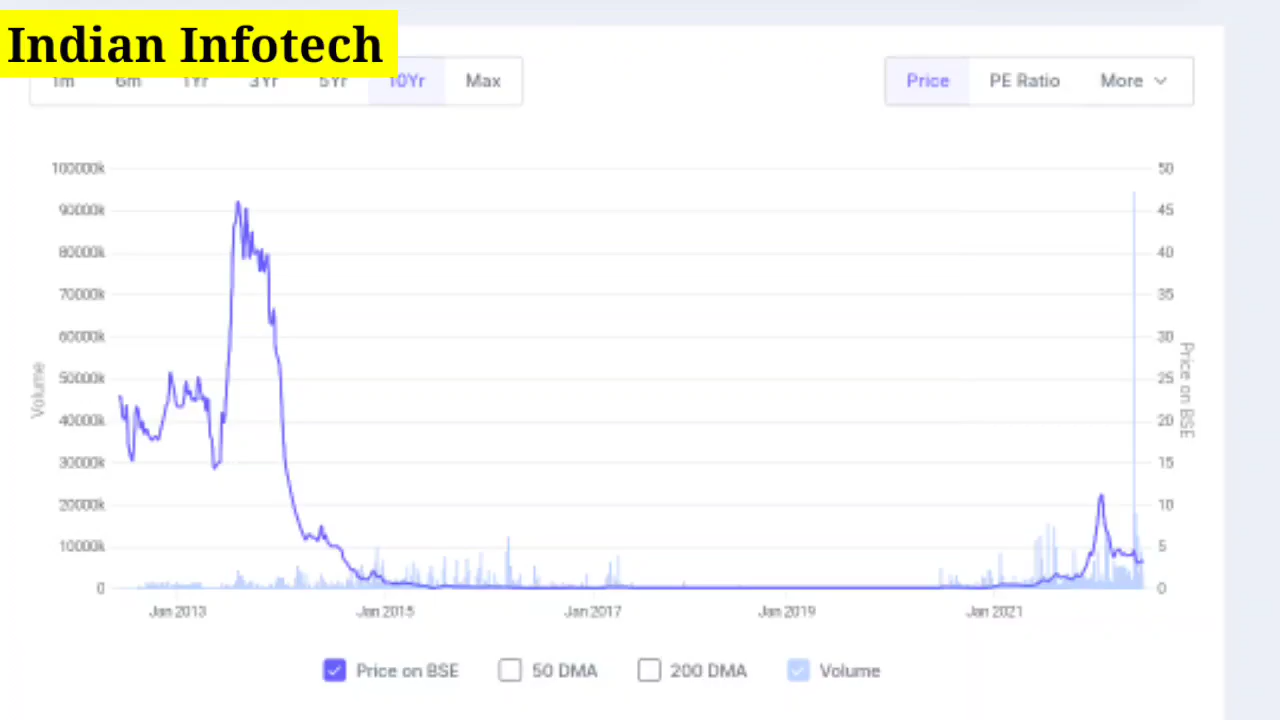 Indian Infotech
1m 6m 1Yr 3Yr 5Yr 10Yr Max
Price PE Ratio More
100000k 50
90000k 45
80000k 40
70000k 35
60000k 30
50000k 25
40000k 20
30000k 15
20000k 10
10000k 5
0 0
Volume
Price on BSE
Jan 2013 Jan 2015 Jan 2017 Jan 2019 Jan 2021
Price on BSE 50 DMA 200 DMA Volume